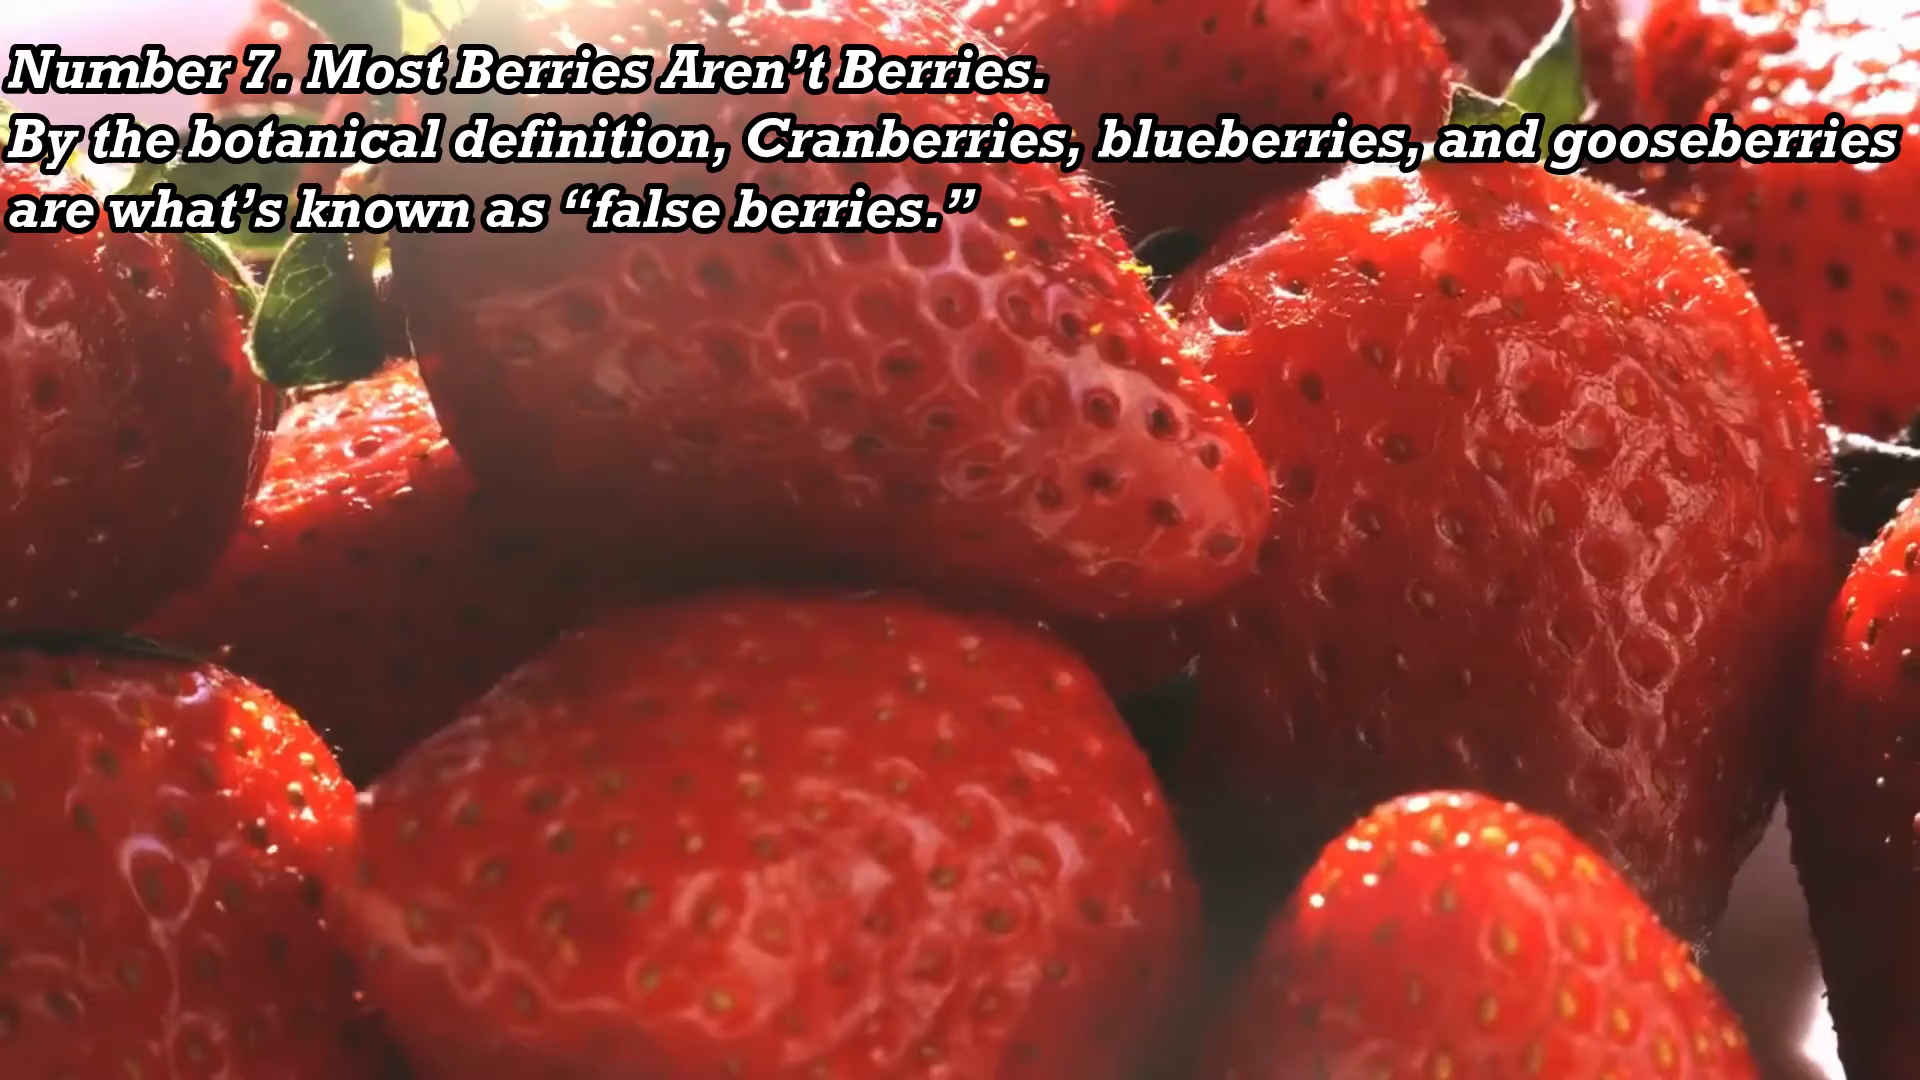 Number 7. Most Berries Aren’t Berries.
By the botanical definition, Cranberries, blueberries, and gooseberries
are what’s known as “false berries.”